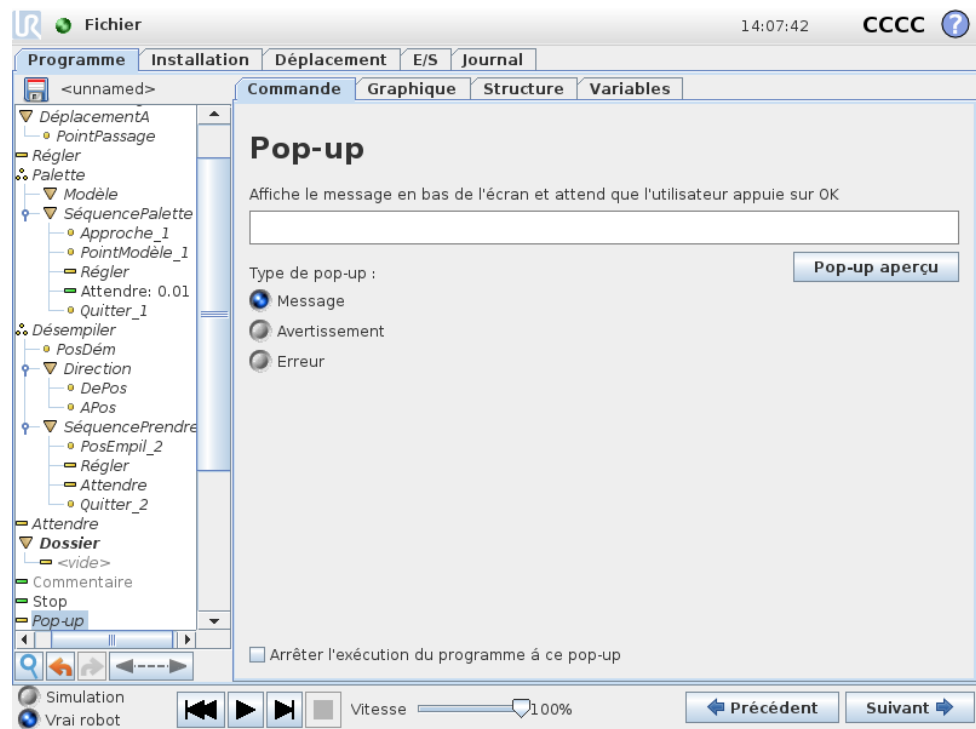 UR Fichier 14:07:42 CCCC ?
Programme Installation Déplacement E/S Journal
<unnamed>
Commande Graphique Structure Variables
DéplacementA
PointPassage
Régler
Palette
Modèle
SéquencePalette
Approche_1
PointModèle_1
Régler
Attendre: 0.01
Quitter_1
Désempiler
PosDém
Direction
DePos
APos
SéquencePrendre
PosEmpil_2
Régler
Attendre
Quitter_2
Attendre
Dossier
<vide>
Commentaire
Stop
Pop-up
Pop-up
Affiche le message en bas de l'écran et attend que l'utilisateur appuie sur OK
Pop-up aperçu
Type de pop-up :
Message
Avertissement
Erreur
Arrêter l'exécution du programme á ce pop-up
Simulation
Vrai robot
Vitesse 100%
Précédent Suivant